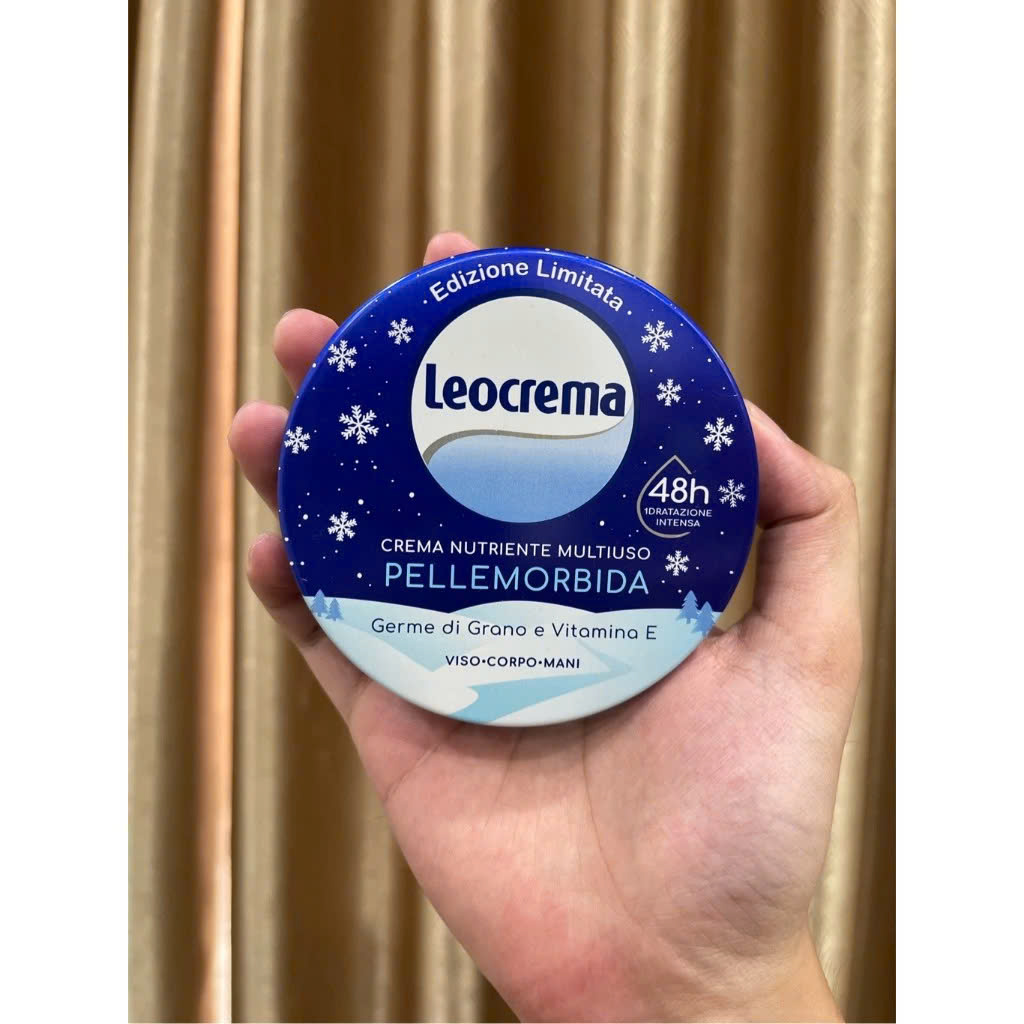 Edizione Limitata
Leocrema
48h
IDRATAZIONE
INTENSA
CREMA NUTRIENTE MULTIUSO
PELLEMORBIDA
Germe di Grano e Vitamina E
VISO•CORPO•MANI